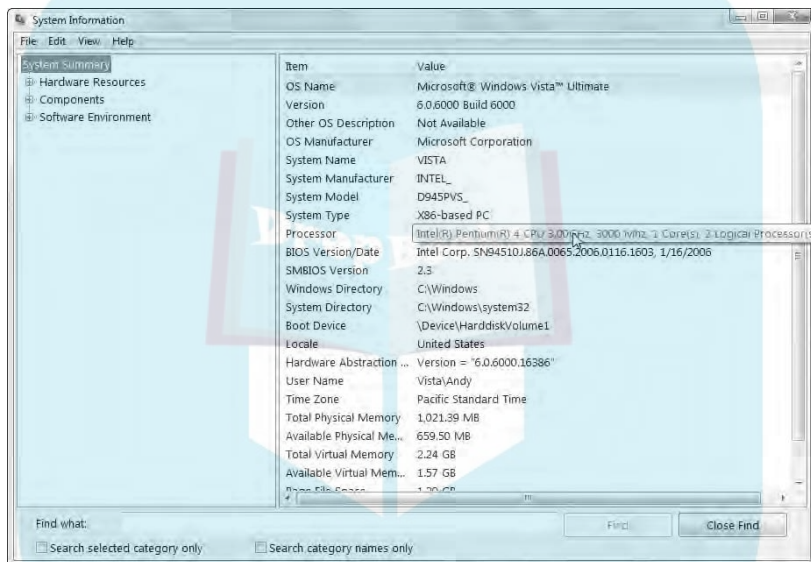 System Information
File Edit View Help
System Summary
Hardware Resources
Components
Software Environment
Item Value
OS Name Microsoft® Windows Vista™ Ultimate
Version 6.0.6000 Build 6000
Other OS Description Not Available
OS Manufacturer Microsoft Corporation
System Name VISTA
System Manufacturer INTEL_
System Model D945PVS_
System Type X86-based PC
Processor Intel(R) Pentium(R) 4 CPU 3.00GHz, 3000 Mhz, 1 Core(s), 2 Logical Processor(s
BIOS Version/Date Intel Corp. SN94510J.86A.0065.2006.0116.1603, 1/16/2006
SMBIOS Version 2.3
Windows Directory C:\Windows
System Directory C:\Windows\system32
Boot Device \Device\HarddiskVolume1
Locale United States
Hardware Abstraction ... Version = "6.0.6000.16386"
User Name Vista\Andy
Time Zone Pacific Standard Time
Total Physical Memory 1,021.39 MB
Available Physical Me... 659.50 MB
Total Virtual Memory 2.24 GB
Available Virtual Mem... 1.57 GB
Page File Space 1.20 GB
Find what: Find Close Find
Search selected category only Search category names only